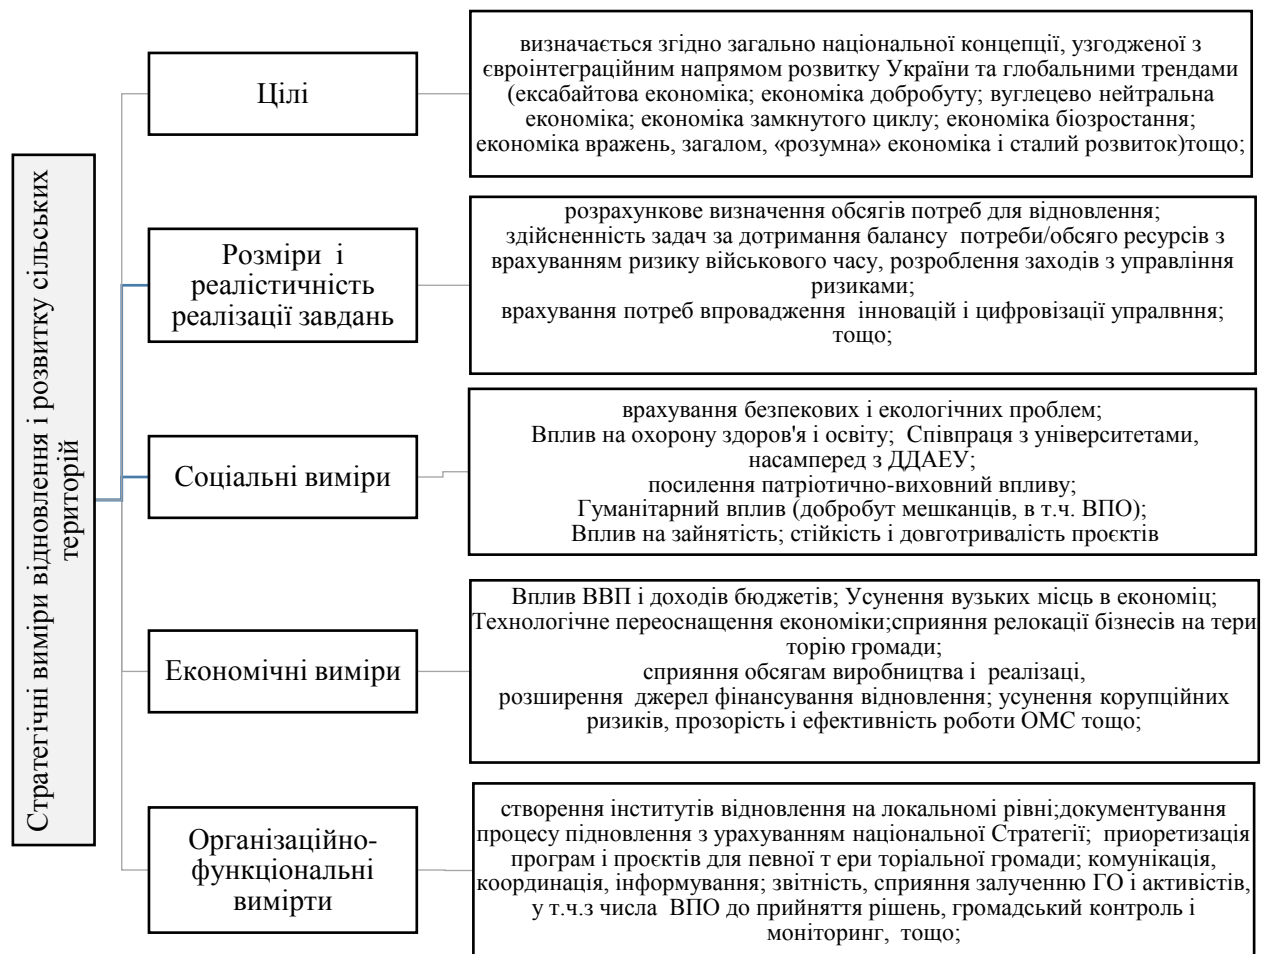 Стратегічні виміри відновлення і розвитку сільських
територій
Цілі
визначається згідно загально національної концепції, узгодженої з
євроінтеграційним напрямом розвитку України та глобальними трендами
(ексабайтова економіка; економіка добробуту; вуглецево нейтральна
економіка; економіка замкнутого циклу; економіка біозростання;
економіка вражень, загалом, «розумна» економіка і сталий розвиток)тощо;
Розміри і
реалістичність
реалізації завдань
розрахункове визначення обсягів потреб для відновлення;
здійсненність задач за дотримання балансу потреби/обсяго ресурсів з
врахуванням ризику військового часу, розроблення заходів з управління
ризиками;
врахування потреб впровадження інновацій і цифровізації упралвння;
тощо;
Соціальні виміри
врахування безпекових і екологічних проблем;
Вплив на охорону здоров'я і освіту; Співпраця з університетами,
насамперед з ДДАЕУ;
посилення патріотично-виховний впливу;
Гуманітарний вплив (добробут мешканців, в т.ч. ВПО);
Вплив на зайнятість; стійкість і довготривалість проєктів
Економічні виміри
Вплив ВВП і доходів бюджетів; Усунення вузьких місць в економіц;
Технологічне переоснащення економіки;сприяння релокації бізнесів на тери
торію громади;
сприяння обсягам виробництва і реалізаці,
розширення джерел фінансування відновлення; усунення корупційних
ризиків, прозорість і ефективність роботи ОМС тощо;
Організаційно-
функціональні
вимірти
створення інститутів відновлення на локальномі рівні;документування
процесу підновлення з урахуванням національної Стратегії; приоретизація
програм і проєктів для певної т ери торіальної громади; комунікація,
координація, інформування; звітність, сприяння залученню ГО і активістів,
у т.ч.з числа ВПО до прийняття рішень, громадський контроль і
моніторинг, тощо;